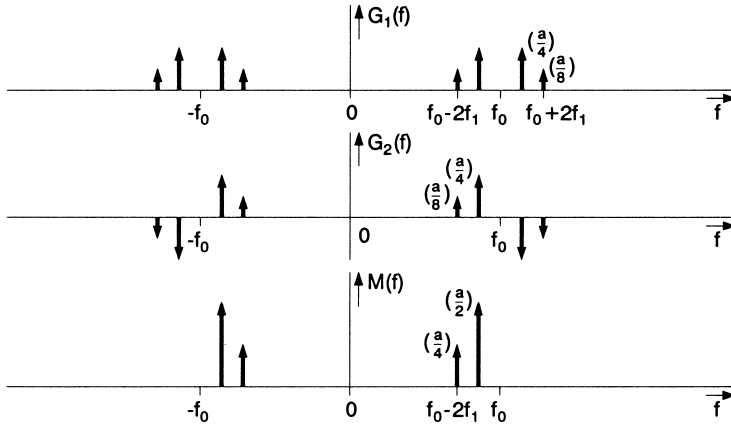 G₁(f)
(a/4)
(a/8)
-f₀ 0 f₀-2f₁ f₀ f₀+2f₁ f
G₂(f)
(a/4)
(a/8)
-f₀ 0 f₀ f
M(f)
(a/2)
(a/4)
-f₀ 0 f₀-2f₁ f₀ f